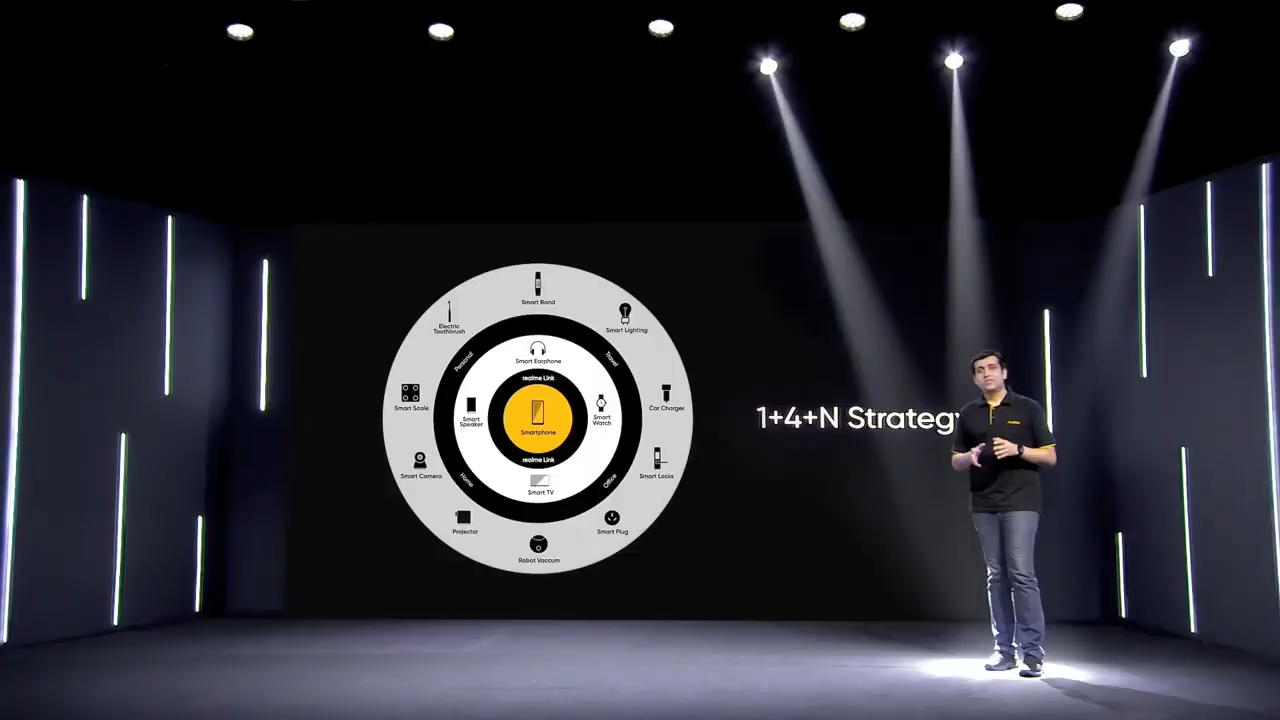 Smart Band
Electric
Toothbrush
Smart Lighting
Personal
Travel
Smart Earphone
realme Link
Smart Scale
Smart
Speaker
Smart
Watch
Car Charger
Smartphone
1+4+N Strategy
realme Link
Smart Camera
Home
Smart TV
Office
Smart Locks
Projector
Smart Plug
Robot Vaccum